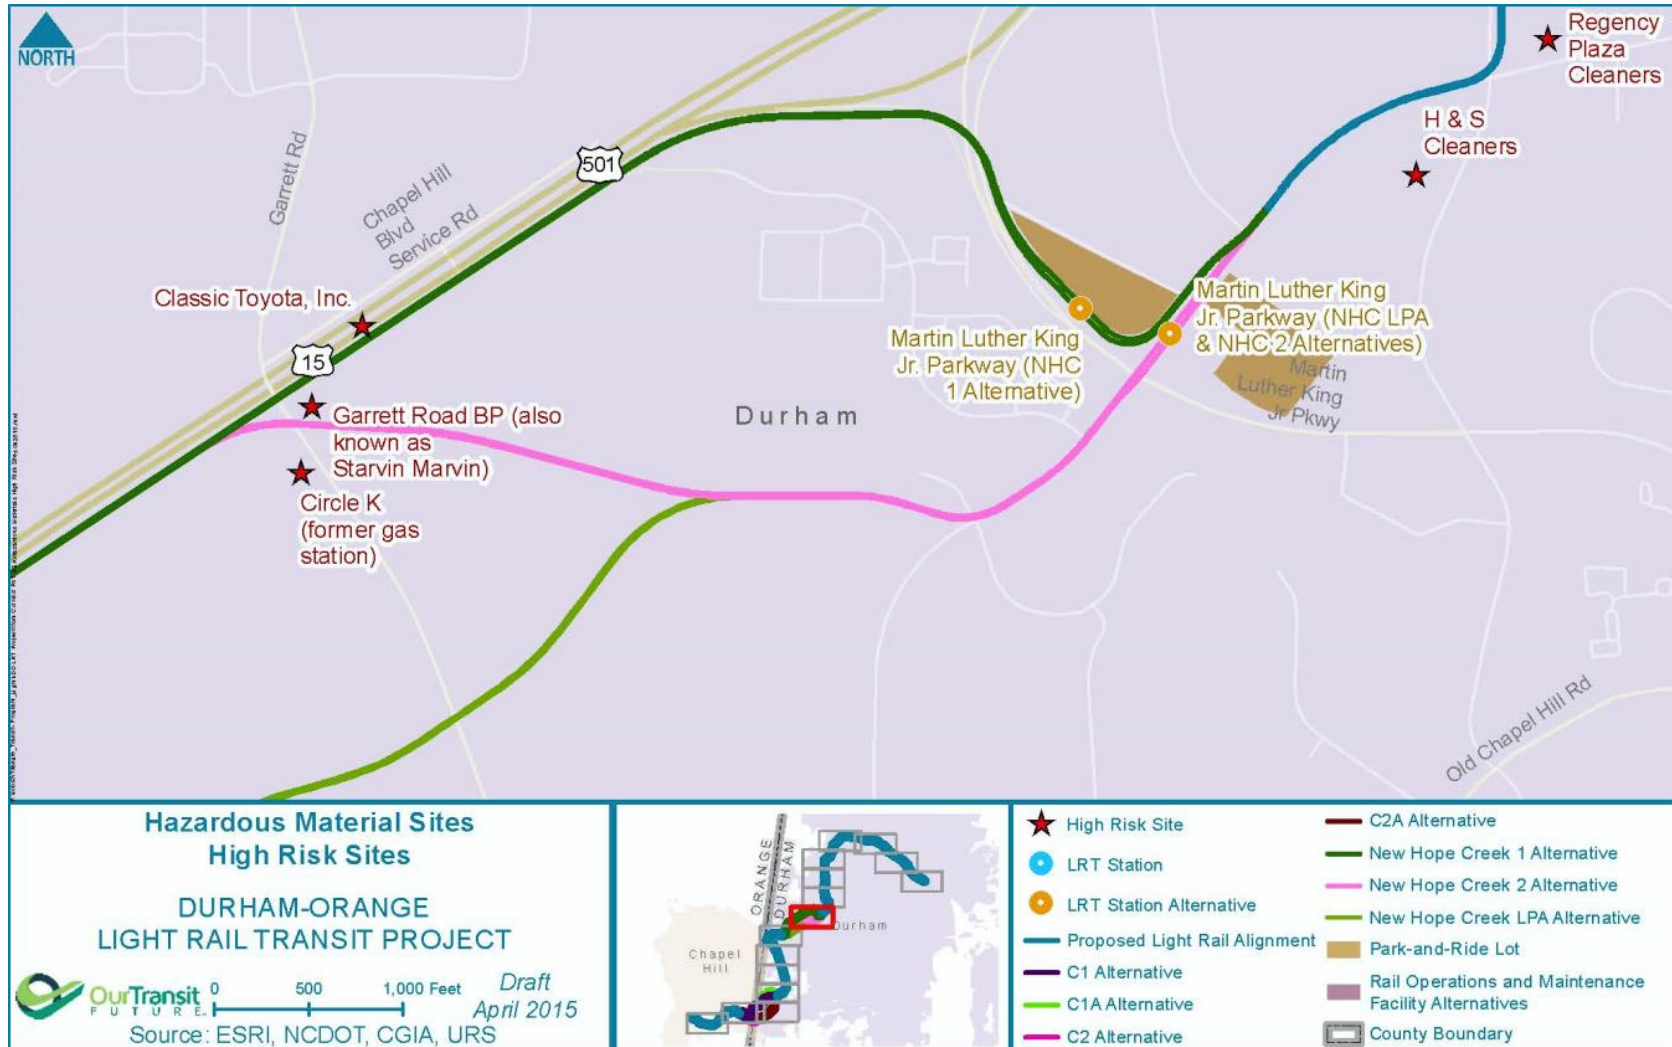 NORTH
Regency
Plaza
Cleaners
H & S
Cleaners
Garrett Rd
501
Chapel Hill
Blvd
Service Rd
Classic Toyota, Inc.
15
Martin Luther King
Jr. Parkway (NHC
1 Alternative)
Martin Luther King
Jr. Parkway (NHC LPA
& NHC 2 Alternatives)
Martin
Luther King
Jr Pkwy
Durham
Garrett Road BP (also
known as
Starvin Marvin)
Circle K
(former gas
station)
Old Chapel Hill Rd
Hazardous Material Sites
High Risk Sites
DURHAM-ORANGE
LIGHT RAIL TRANSIT PROJECT
OurTransit
FUTURE
0 500 1,000 Feet
Draft
April 2015
Source: ESRI, NCDOT, CGIA, URS
ORANGE
DURHAM
Durham
Chapel
Hill
High Risk Site
LRT Station
LRT Station Alternative
Proposed Light Rail Alignment
C1 Alternative
C1A Alternative
C2 Alternative
C2A Alternative
New Hope Creek 1 Alternative
New Hope Creek 2 Alternative
New Hope Creek LPA Alternative
Park-and-Ride Lot
Rail Operations and Maintenance
Facility Alternatives
County Boundary